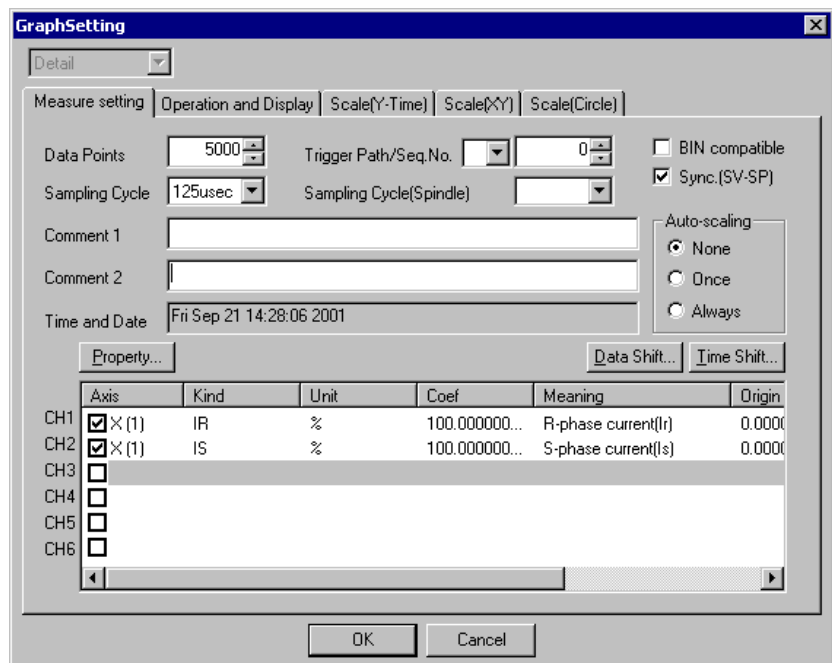 GraphSetting
Detail
Measure setting Operation and Display Scale(Y-Time) Scale(XY) Scale(Circle)
Data Points 5000 Trigger Path/Seq.No. 0 BIN compatible
Sampling Cycle 125usec Sampling Cycle(Spindle) Sync.(SV-SP)
Comment 1
Auto-scaling
None
Comment 2
Once
Time and Date Fri Sep 21 14:28:06 2001
Always
Property... Data Shift... Time Shift...
Axis Kind Unit Coef Meaning Origin
CH1 X (1) IR % 100.000000... R-phase current(Ir) 0.0000
CH2 X (1) IS % 100.000000... S-phase current(Is) 0.0000
CH3
CH4
CH5
CH6
OK Cancel